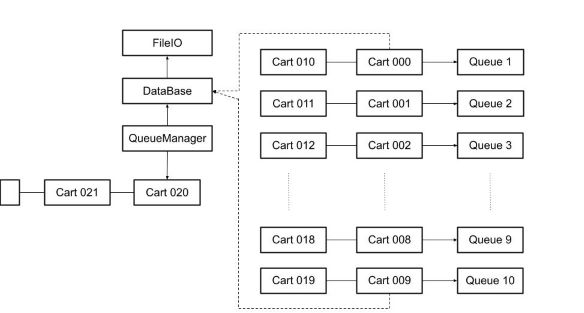 FileIO
DataBase
QueueManager
Cart 021 Cart 020
Cart 010 Cart 000 Queue 1
Cart 011 Cart 001 Queue 2
Cart 012 Cart 002 Queue 3
Cart 018 Cart 008 Queue 9
Cart 019 Cart 009 Queue 10